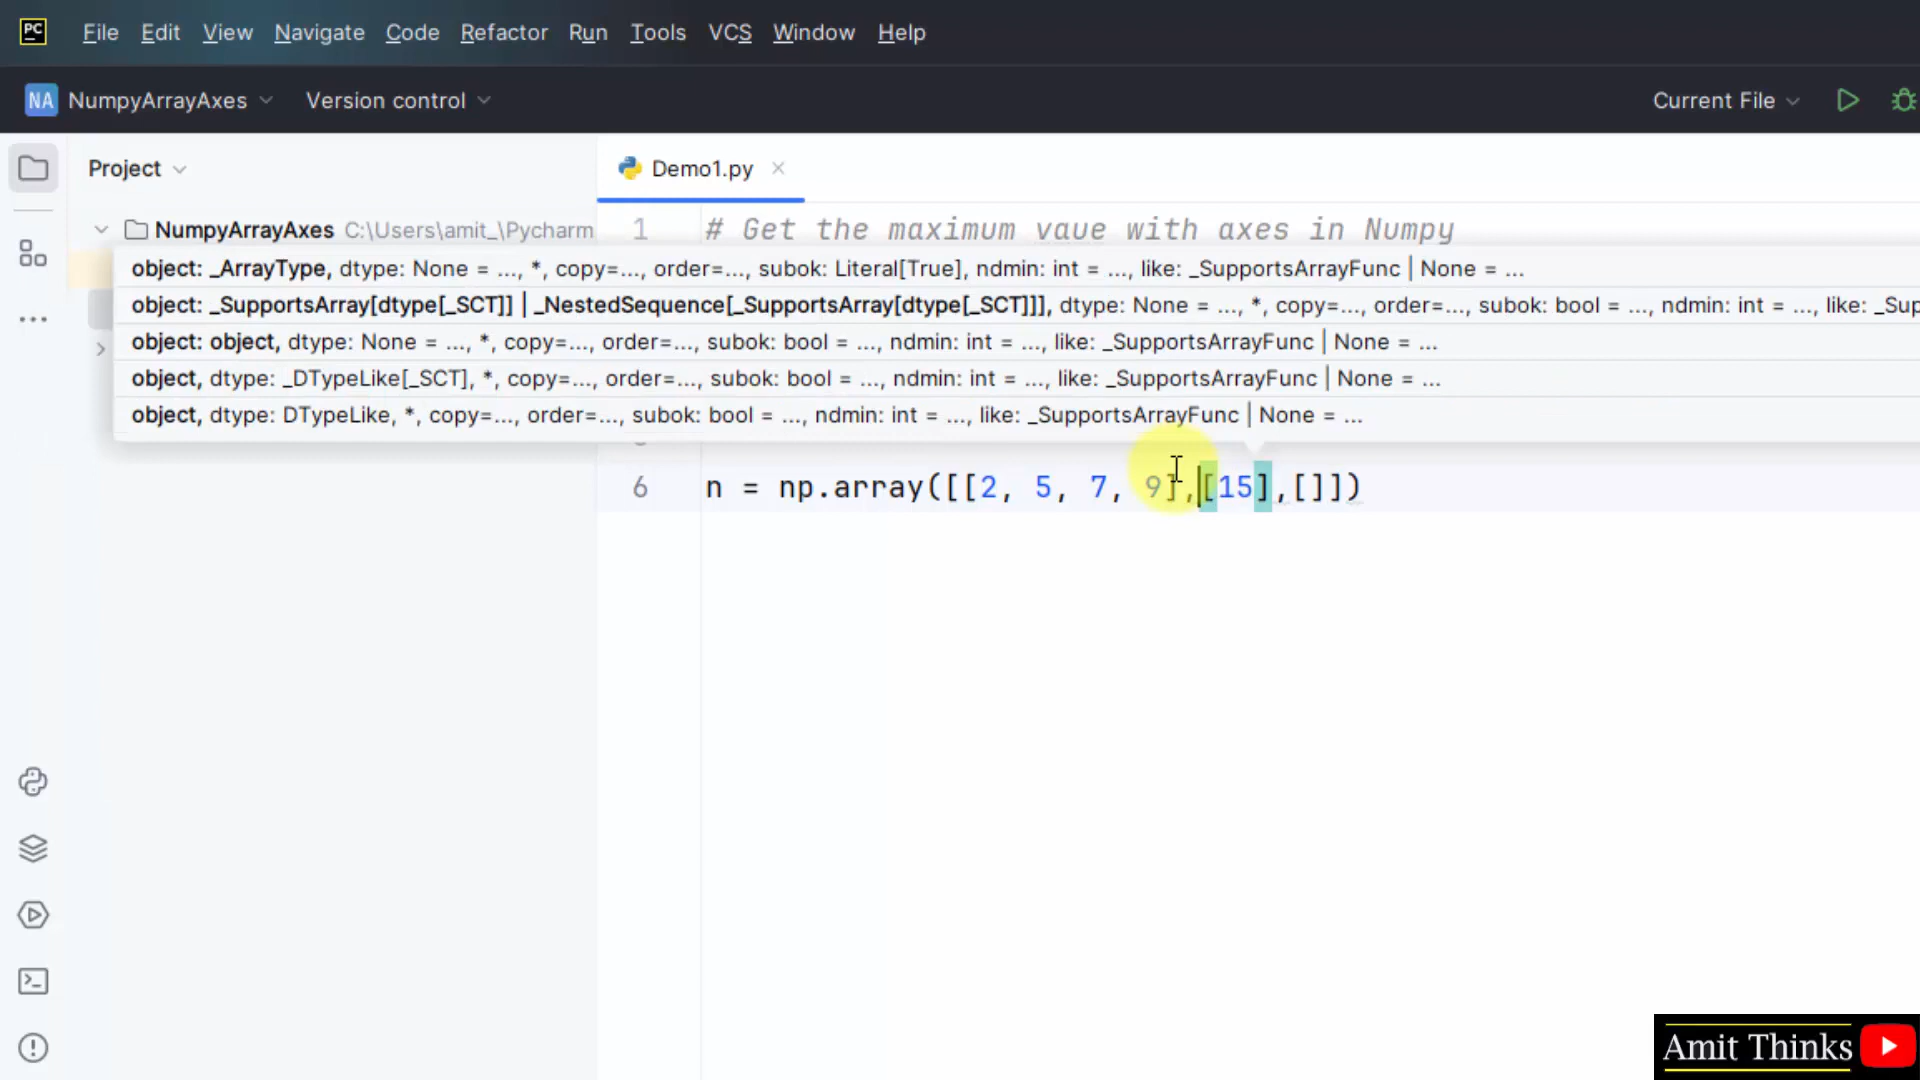 PC File Edit View Navigate Code Refactor Run Tools VCS Window Help
NA NumpyArrayAxes Version control Current File
Project Demo1.py
NumpyArrayAxes C:\Users\amit_\Pycharm
1 # Get the maximum vaue with axes in Numpy
object: _ArrayType, dtype: None = ..., *, copy=..., order=..., subok: Literal[True], ndmin: int = ..., like: _SupportsArrayFunc | None = ...
object: _SupportsArray[dtype[_SCT]] | _NestedSequence[_SupportsArray[dtype[_SCT]]], dtype: None = ..., *, copy=..., order=..., subok: bool = ..., ndmin: int = ..., like: _Sup
object: object, dtype: None = ..., *, copy=..., order=..., subok: bool = ..., ndmin: int = ..., like: _SupportsArrayFunc | None = ...
object, dtype: _DTypeLike[_SCT], *, copy=..., order=..., subok: bool = ..., ndmin: int = ..., like: _SupportsArrayFunc | None = ...
object, dtype: DTypeLike, *, copy=..., order=..., subok: bool = ..., ndmin: int = ..., like: _SupportsArrayFunc | None = ...
6 n = np.array([[2, 5, 7, 9],[15],[]])
Amit Thinks